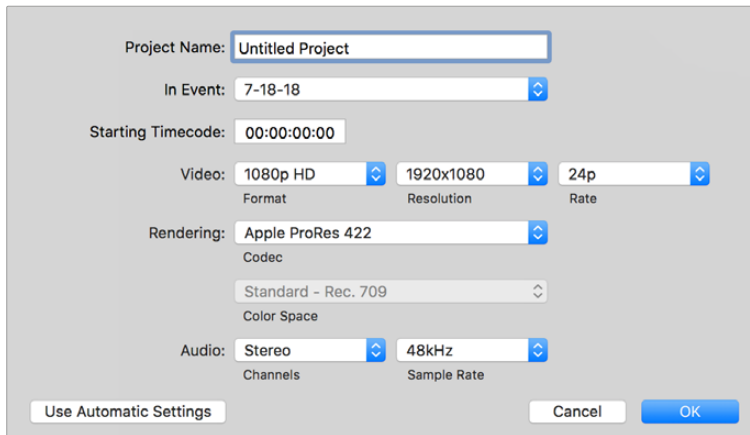 Project Name: Untitled Project
In Event: 7-18-18
Starting Timecode: 00:00:00:00
Video: 1080p HD 1920x1080 24p
Format Resolution Rate
Rendering: Apple ProRes 422
Codec
Standard - Rec. 709
Color Space
Audio: Stereo 48kHz
Channels Sample Rate
Use Automatic Settings Cancel OK